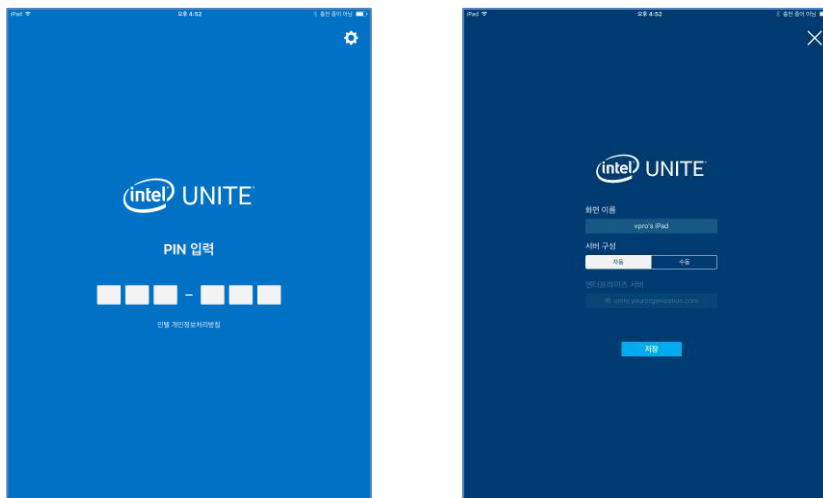 iPad 오후 4:52 충전 중이 아님
intel UNITE
PIN 입력
–
인텔 개인정보처리방침
iPad 오후 4:52 충전 중이 아님
intel UNITE
화면 이름
vpro's iPad
서버 구성
자동 수동
엔터프라이즈 서버
unite.yourorganization.com
저장